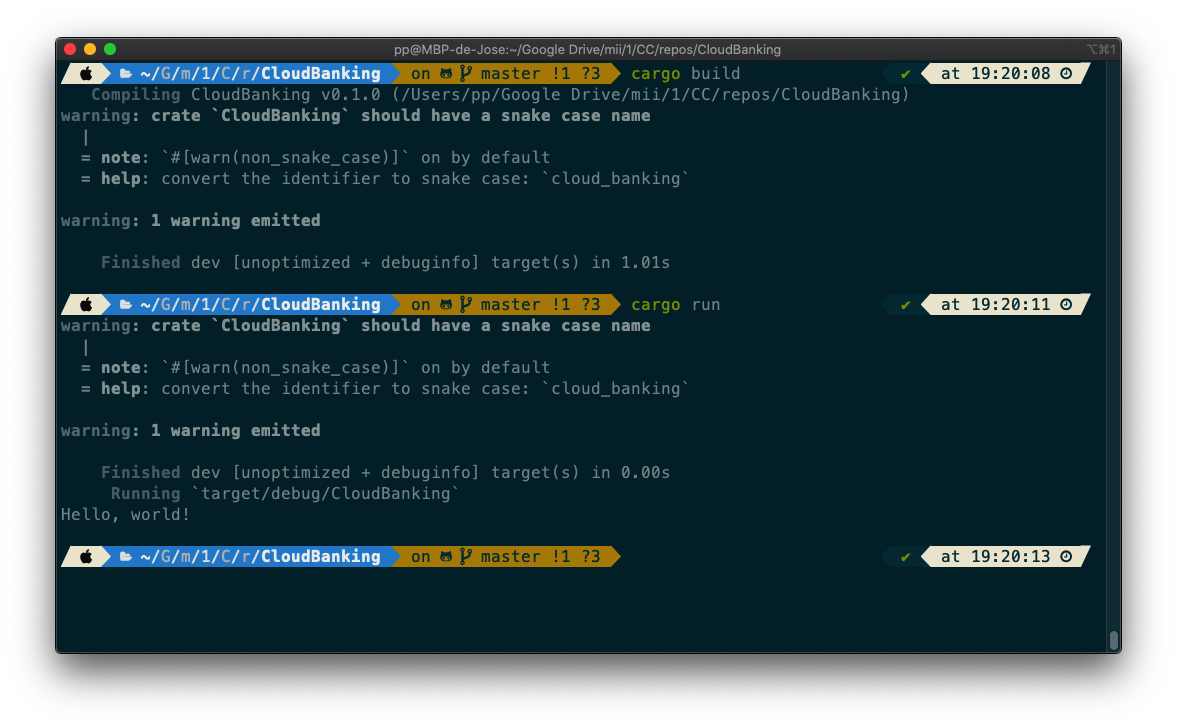 pp@MBP-de-Jose:~/Google Drive/mii/1/CC/repos/CloudBanking ⌥⌘1
~/G/m/1/C/r/CloudBanking on master !1 ?3 cargo build ✔ at 19:20:08
Compiling CloudBanking v0.1.0 (/Users/pp/Google Drive/mii/1/CC/repos/CloudBanking)
warning: crate `CloudBanking` should have a snake case name
|
= note: `#[warn(non_snake_case)]` on by default
= help: convert the identifier to snake case: `cloud_banking`
warning: 1 warning emitted
Finished dev [unoptimized + debuginfo] target(s) in 1.01s
~/G/m/1/C/r/CloudBanking on master !1 ?3 cargo run ✔ at 19:20:11
warning: crate `CloudBanking` should have a snake case name
|
= note: `#[warn(non_snake_case)]` on by default
= help: convert the identifier to snake case: `cloud_banking`
warning: 1 warning emitted
Finished dev [unoptimized + debuginfo] target(s) in 0.00s
Running `target/debug/CloudBanking`
Hello, world!
~/G/m/1/C/r/CloudBanking on master !1 ?3 ✔ at 19:20:13